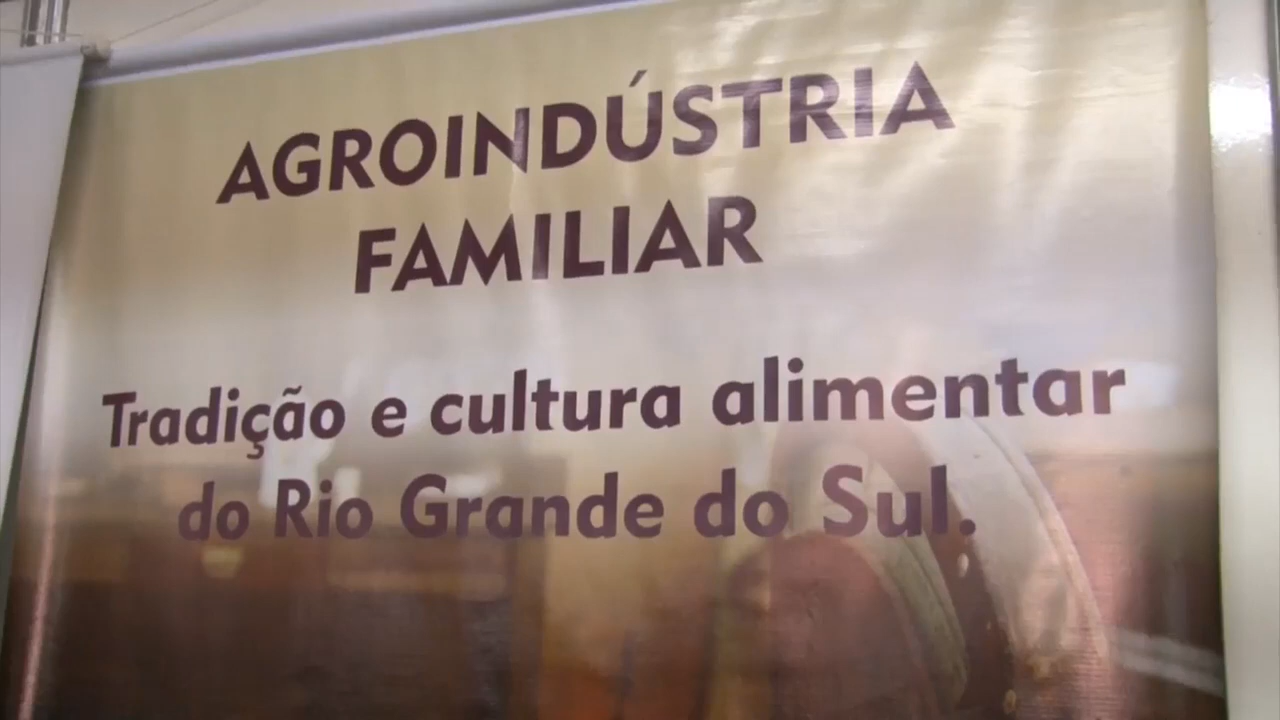 AGROINDÚSTRIA
FAMILIAR
Tradição e cultura alimentar
do Rio Grande do Sul.